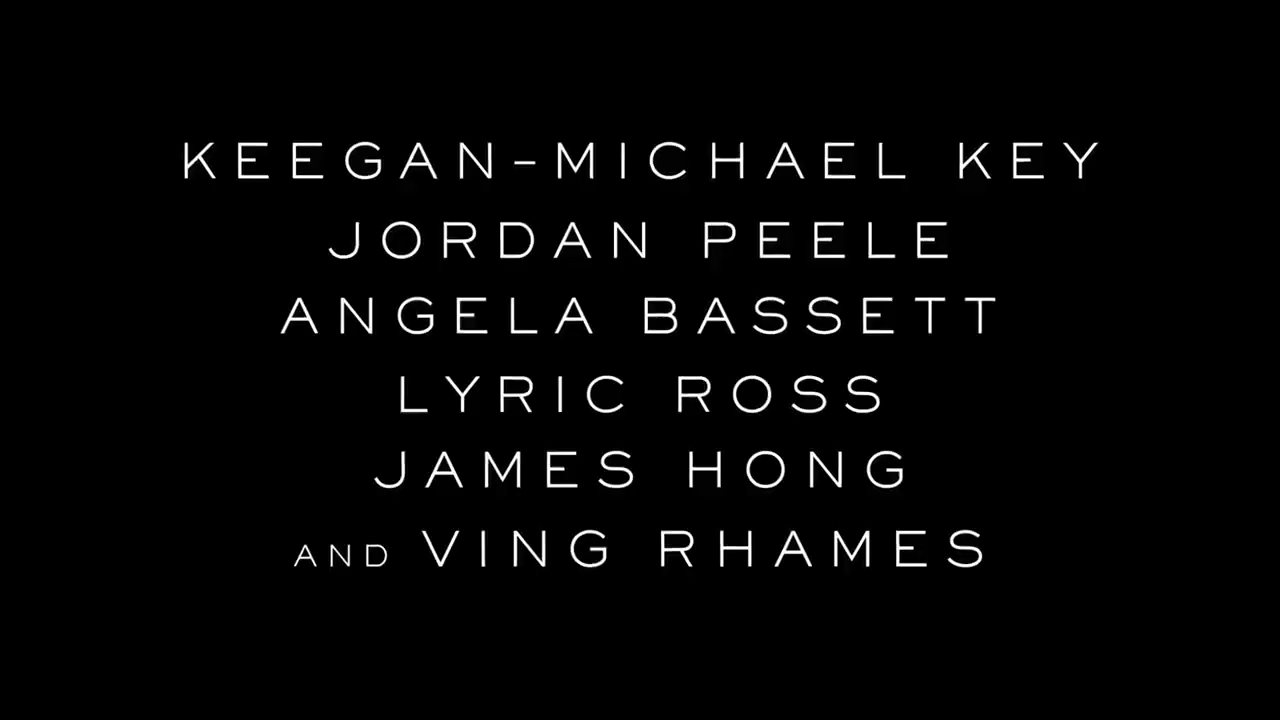 KEEGAN-MICHAEL KEY
JORDAN PEELE
ANGELA BASSETT
LYRIC ROSS
JAMES HONG
AND VING RHAMES